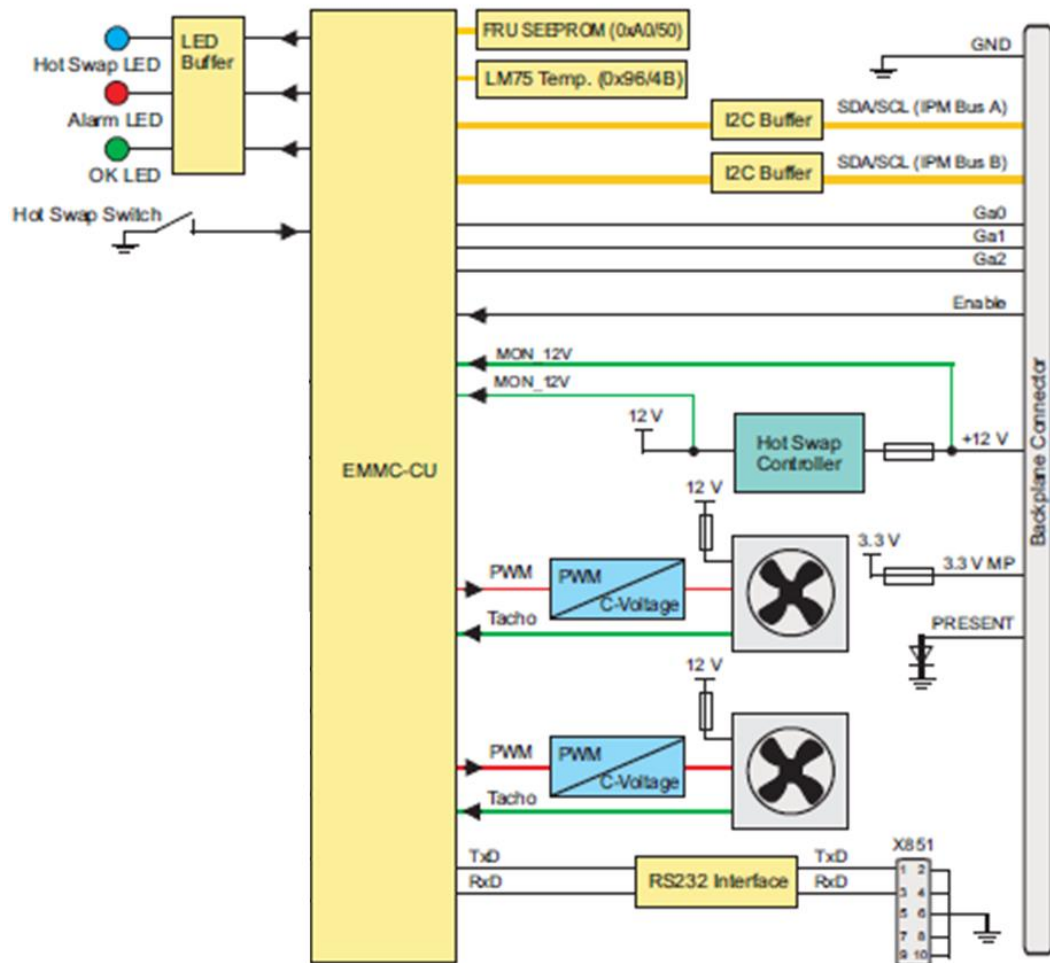 LED
Buffer
Hot Swap LED
Alarm LED
OK LED
Hot Swap Switch
EMMC-CU
FRU SEEPROM (0xA0/50)
LM75 Temp. (0x96/4B)
GND
I2C Buffer
SDA/SCL (IPM Bus A)
I2C Buffer
SDA/SCL (IPM Bus B)
Ga0
Ga1
Ga2
Enable
MON_12V
MON_12V
12 V
Hot Swap
Controller
+12 V
Backplane Connector
12 V
3.3 V
3.3 V MP
PWM
PWM
C-Voltage
Tacho
PRESENT
12 V
PWM
PWM
C-Voltage
Tacho
X851
TxD
RxD
RS232 Interface
TxD
RxD
1 2
3 4
5 6
7 8
9 10